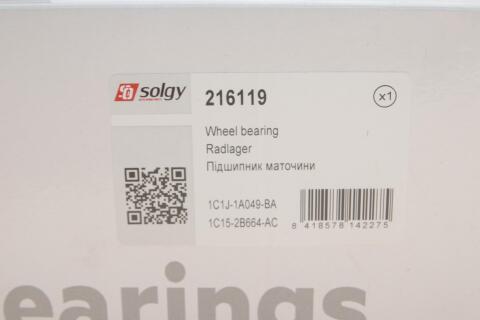 solgy
216119
x1
Wheel bearing
Radlager
Підшипник маточини
1C1J-1A049-BA
1C15-2B664-AC
8 418578 142275
earings